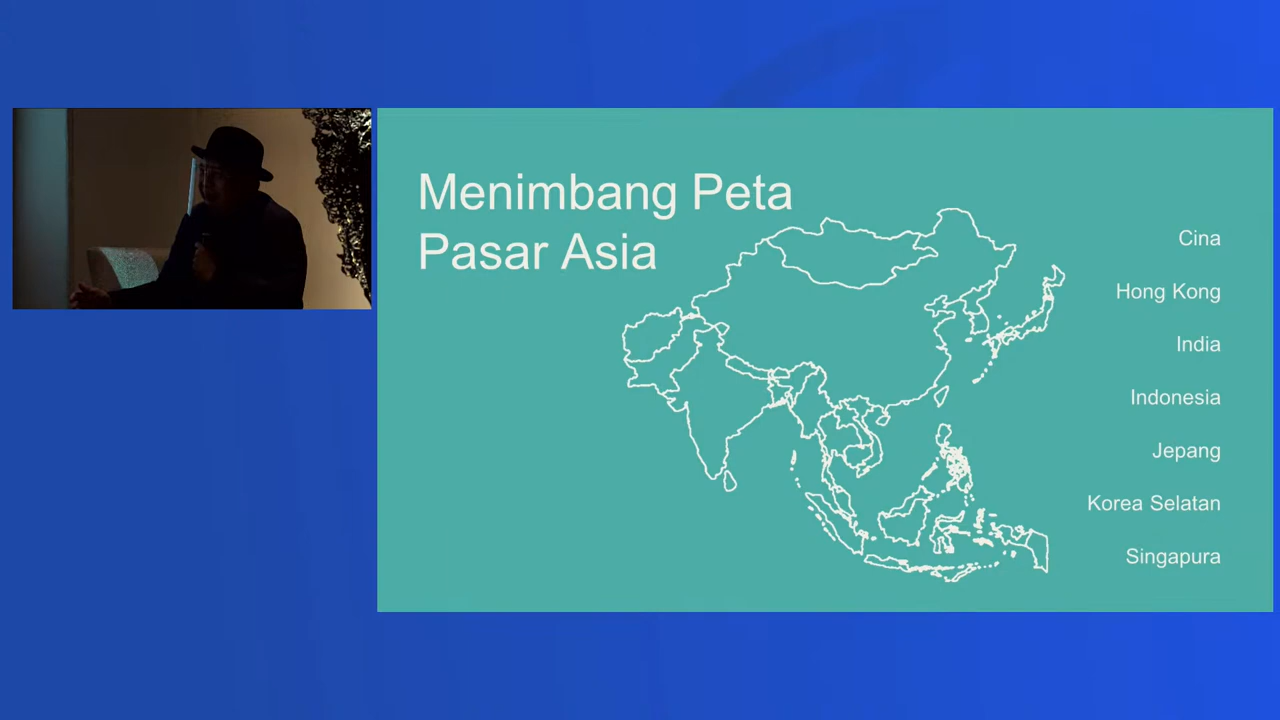 Menimbang Peta
Pasar Asia
Cina
Hong Kong
India
Indonesia
Jepang
Korea Selatan
Singapura